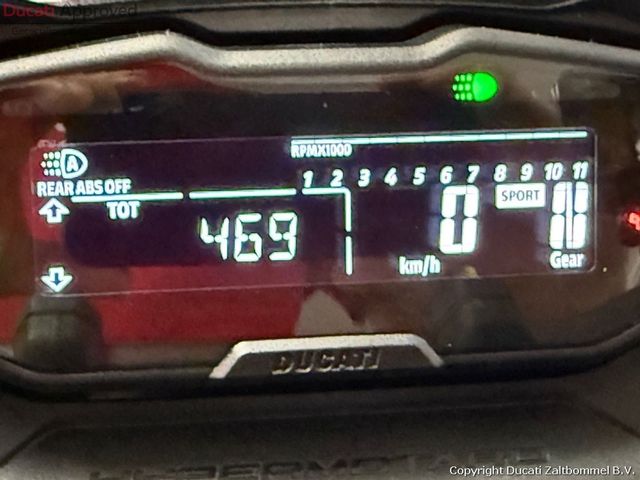 Ducati Approved
RPMX1000
A
1 2 3 4 5 6 7 8 9 10 11
REAR ABS OFF
TOT
SPORT
469
0
N
km/h
Gear
DUCATI
Copyright Ducati Zaltbommel B.V.